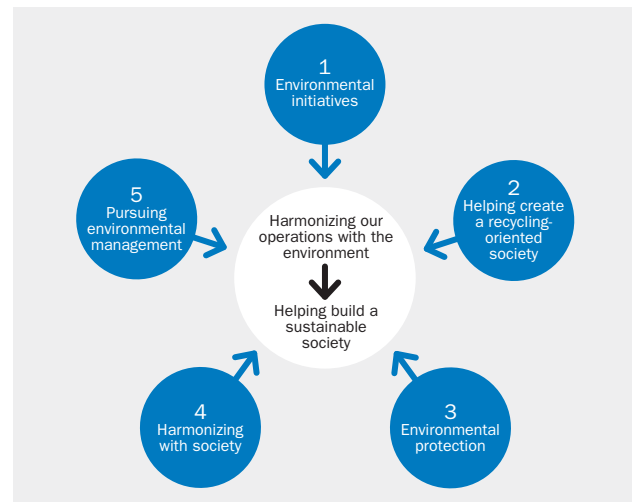 1
Environmental
initiatives
2
Helping create
a recycling-
oriented
society
3
Environmental
protection
4
Harmonizing
with society
5
Pursuing
environmental
management
Harmonizing our
operations with the
environment
Helping build a
sustainable
society